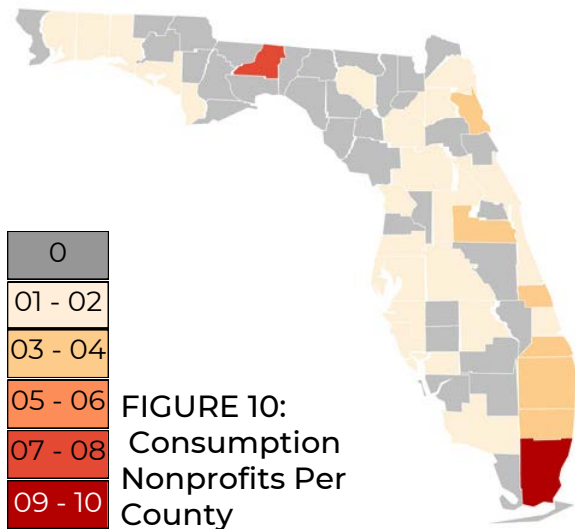 0
01 - 02
03 - 04
05 - 06
07 - 08
09 - 10
FIGURE 10:
Consumption
Nonprofits Per
County